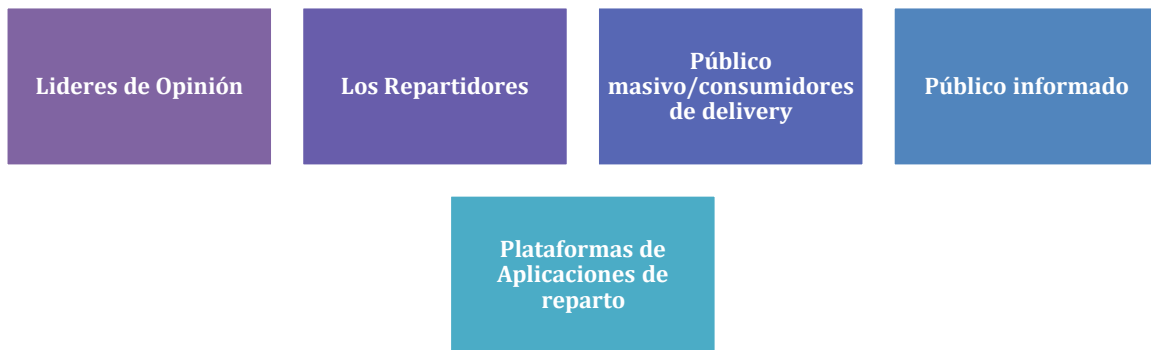 Lideres de Opinión
Los Repartidores
Público
masivo/consumidores
de delivery
Público informado
Plataformas de
Aplicaciones de
reparto